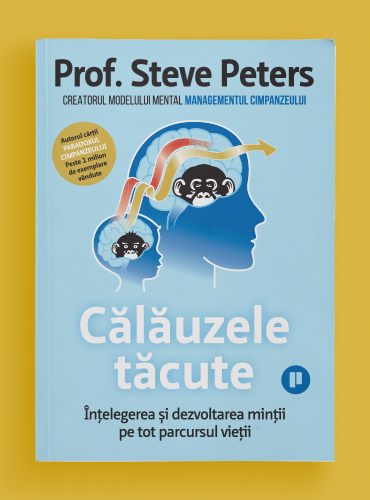 Prof. Steve Peters
CREATORUL MODELULUI MENTAL MANAGEMENTUL CIMPANZEULUI
Autorul cărții
PARADOXUL
CIMPANZEULUI
Peste 1 milion
de exemplare
vândute
Călăuzele
tăcute
Înțelegerea și dezvoltarea minții
pe tot parcursul vieții